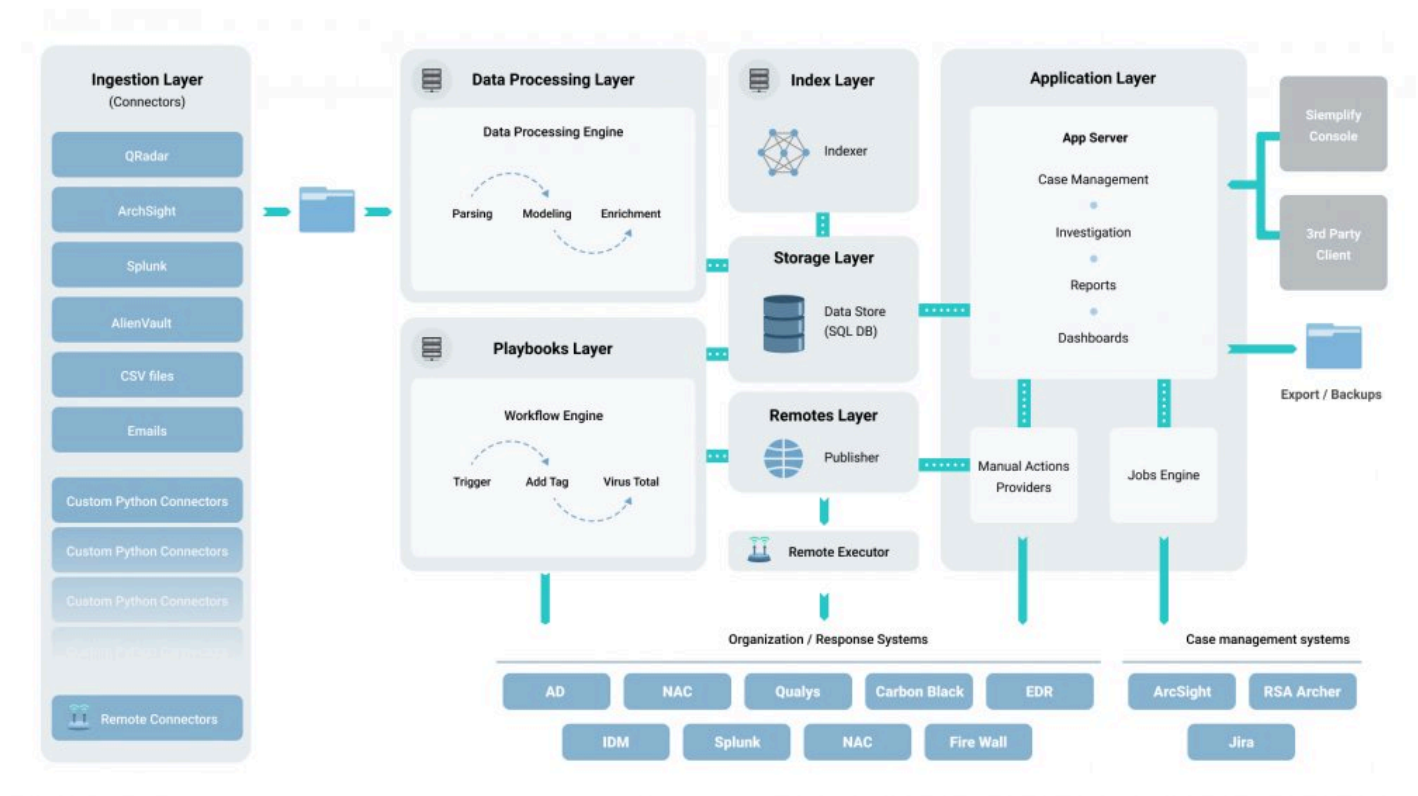 Ingestion Layer
(Connectors)
QRadar
ArchSight
Splunk
AlienVault
CSV files
Emails
Custom Python Connectors
Custom Python Connectors
Custom Python Connectors
Custom Python Connectors
Remote Connectors
Data Processing Layer
Data Processing Engine
Parsing
Modeling
Enrichment
Playbooks Layer
Workflow Engine
Trigger
Add Tag
Virus Total
Index Layer
Indexer
Storage Layer
Data Store
(SQL DB)
Remotes Layer
Publisher
Remote Executor
Application Layer
App Server
Case Management
Investigation
Reports
Dashboards
Manual Actions
Providers
Jobs Engine
Siemplify
Console
3rd Party
Client
Export / Backups
Organization / Response Systems
AD
NAC
Qualys
Carbon Black
EDR
IDM
Splunk
NAC
Fire Wall
Case management systems
ArcSight
RSA Archer
Jira